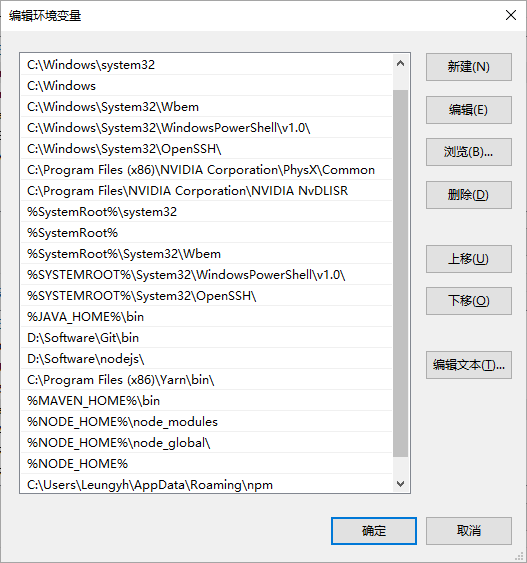 编辑环境变量
C:\Windows\system32
C:\Windows
C:\Windows\System32\Wbem
C:\Windows\System32\WindowsPowerShell\v1.0\
C:\Windows\System32\OpenSSH\
C:\Program Files (x86)\NVIDIA Corporation\PhysX\Common
C:\Program Files\NVIDIA Corporation\NVIDIA NvDLISR
%SystemRoot%\system32
%SystemRoot%
%SystemRoot%\System32\Wbem
%SYSTEMROOT%\System32\WindowsPowerShell\v1.0\
%SYSTEMROOT%\System32\OpenSSH\
%JAVA_HOME%\bin
D:\Software\Git\bin
D:\Software\nodejs\
C:\Program Files (x86)\Yarn\bin\
%MAVEN_HOME%\bin
%NODE_HOME%\node_modules
%NODE_HOME%\node_global\
%NODE_HOME%
C:\Users\Leungyh\AppData\Roaming\npm
新建(N)
编辑(E)
浏览(B)...
删除(D)
上移(U)
下移(O)
编辑文本(T)...
确定
取消